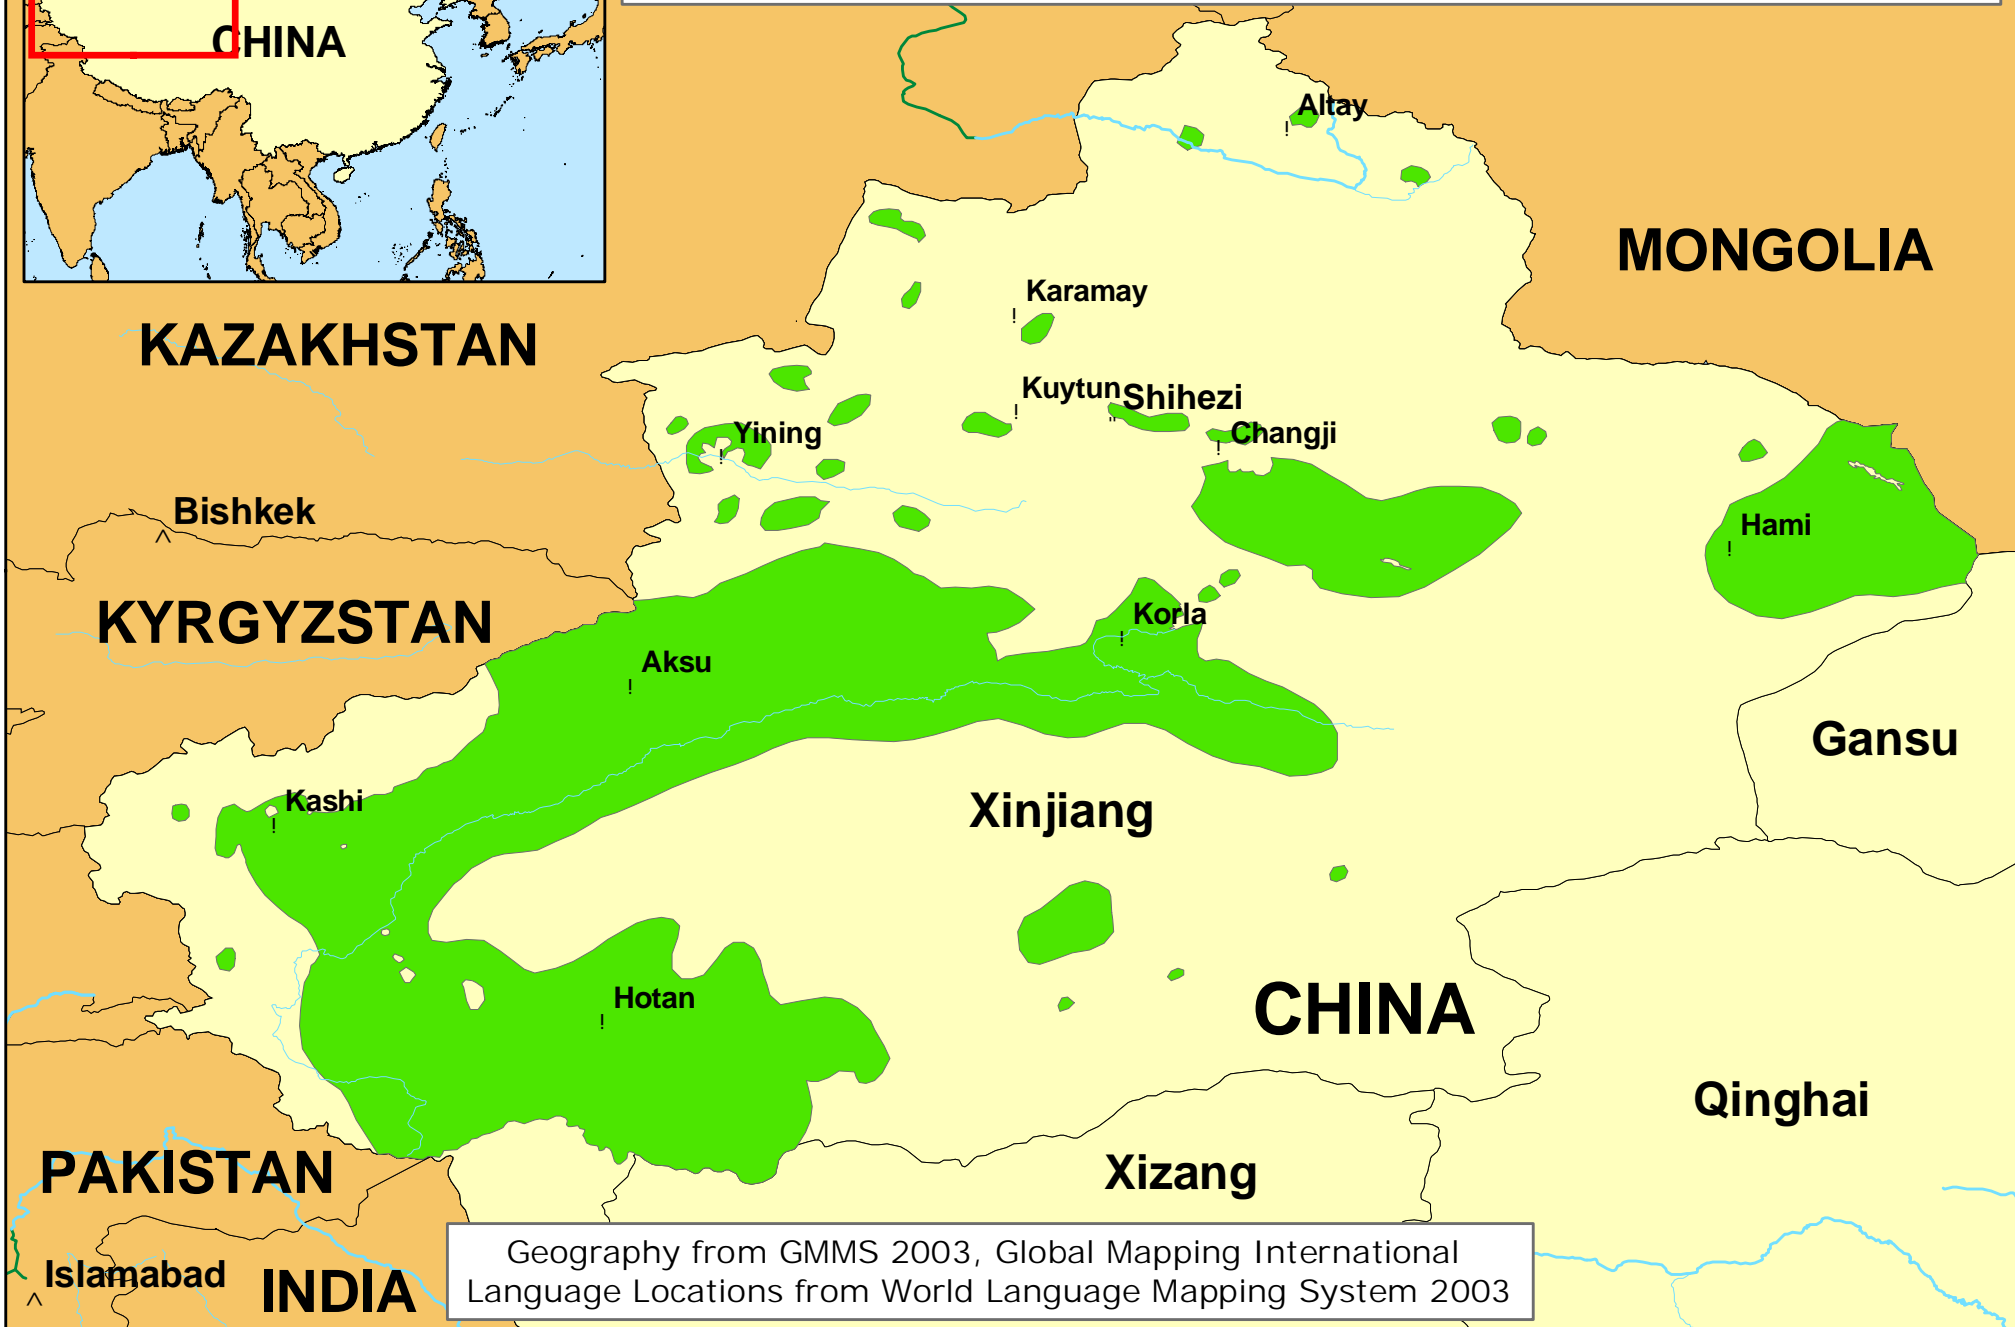 CHINA
Altay
MONGOLIA
Karamay
KAZAKHSTAN
Kuytun
Shihezi
Yining
Changji
Bishkek
Hami
KYRGYZSTAN
Korla
Aksu
Gansu
Kashi
Xinjiang
Hotan
CHINA
Qinghai
PAKISTAN
Xizang
Islamabad
INDIA
Geography from GMMS 2003, Global Mapping International
Language Locations from World Language Mapping System 2003